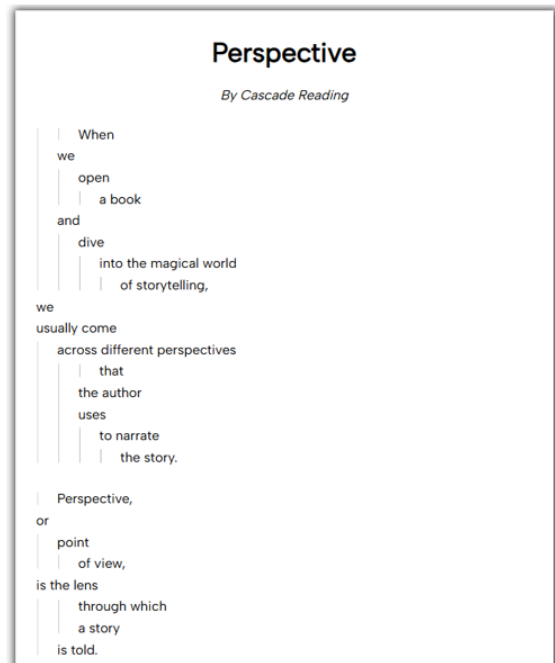 Perspective
By Cascade Reading
When
we
open
a book
and
dive
into the magical world
of storytelling,
we
usually come
across different perspectives
that
the author
uses
to narrate
the story.
Perspective,
or
point
of view,
is the lens
through which
a story
is told.